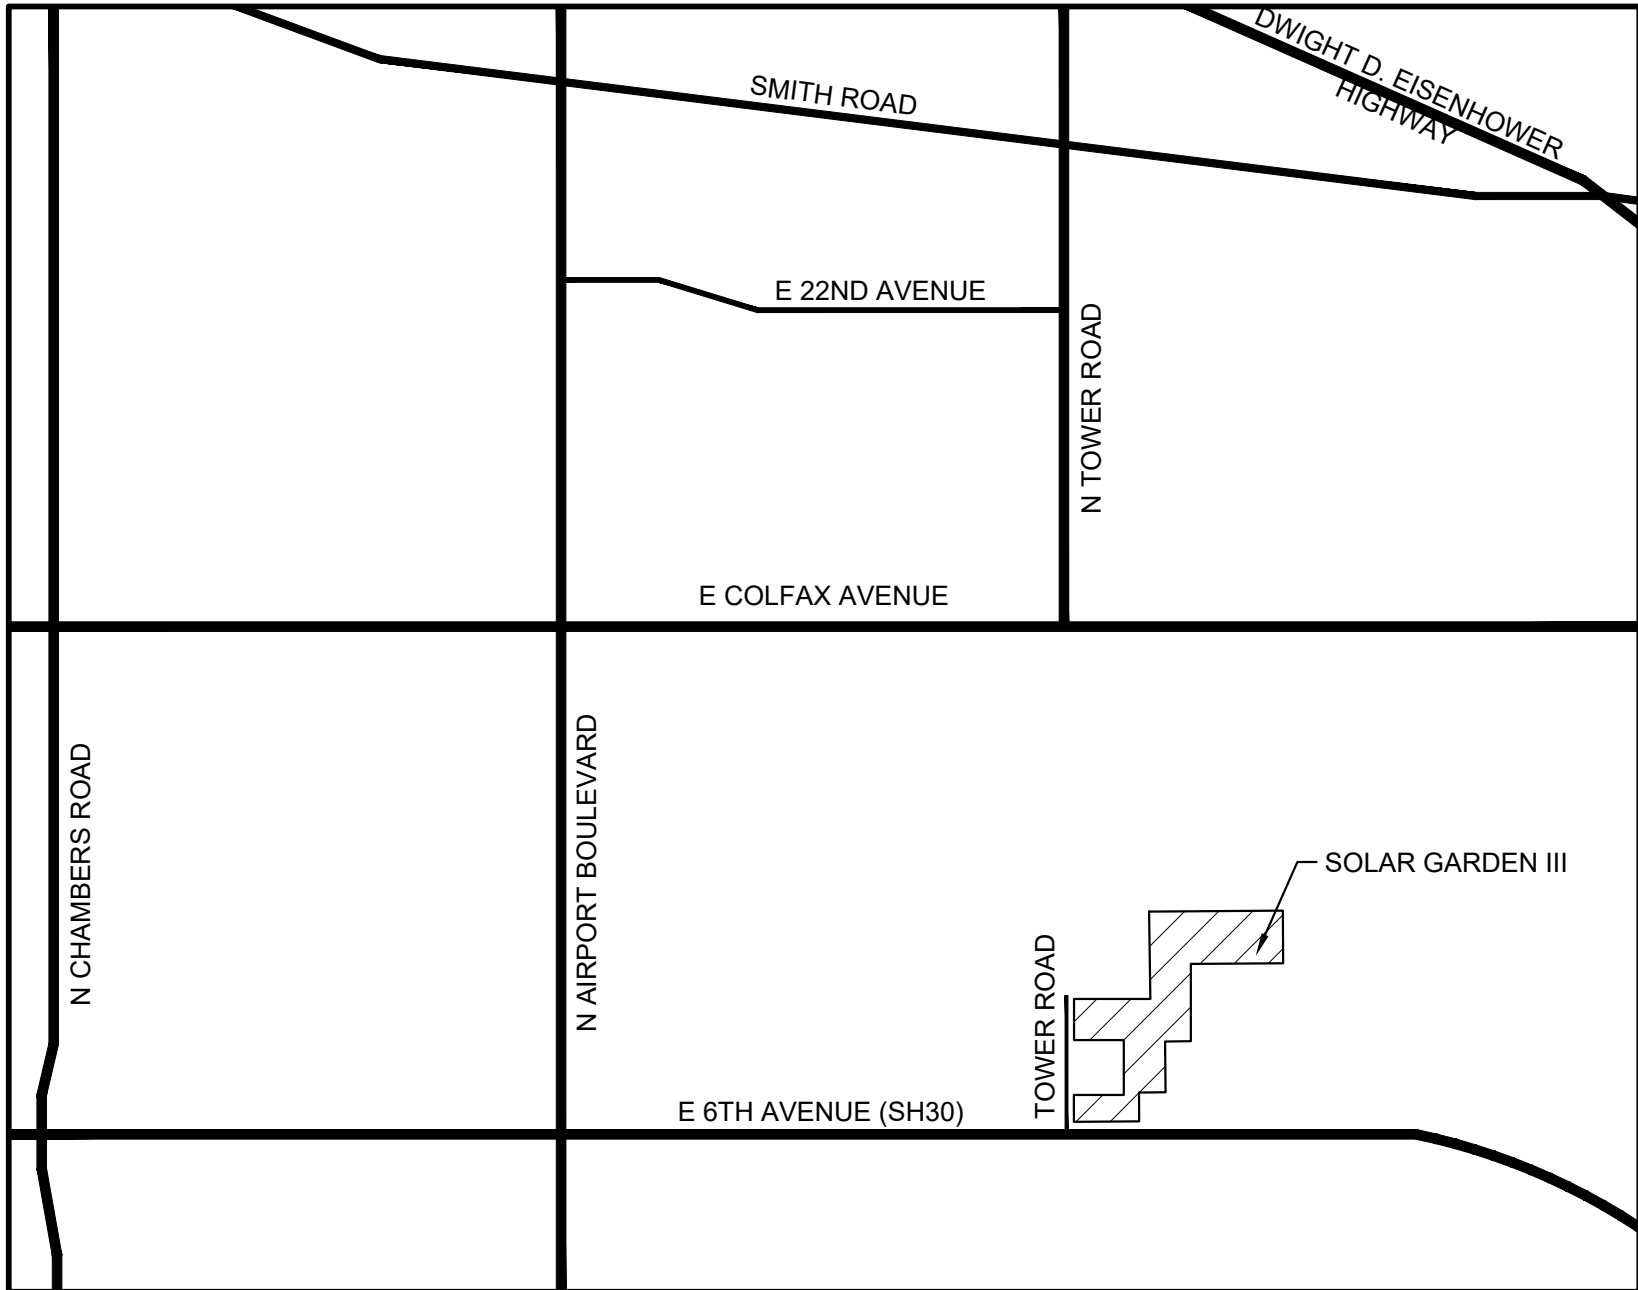 DWIGHT D. EISENHOWER
HIGHWAY
SMITH ROAD
E 22ND AVENUE
N TOWER ROAD
E COLFAX AVENUE
N CHAMBERS ROAD
N AIRPORT BOULEVARD
SOLAR GARDEN III
TOWER ROAD
E 6TH AVENUE (SH30)